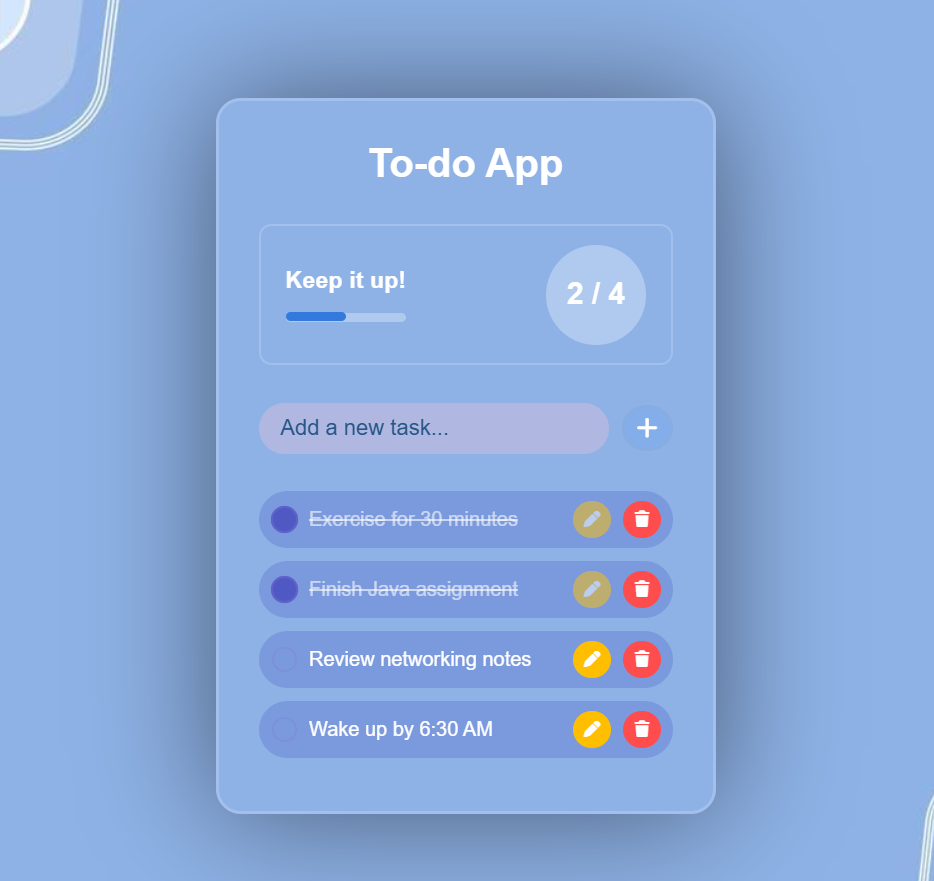 To-do App
Keep it up!
2 / 4
Add a new task...
Exercise for 30 minutes
Finish Java assignment
Review networking notes
Wake up by 6:30 AM